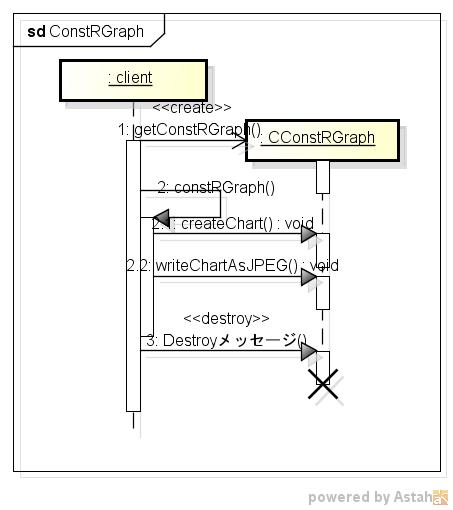 sd ConstRGraph
: client
<<create>>
1: getConstRGraph()
: CConstRGraph
2: constRGraph()
2.1: createChart() : void
2.2: writeChartAsJPEG() : void
<<destroy>>
3: Destroyメッセージ()
powered by Astah